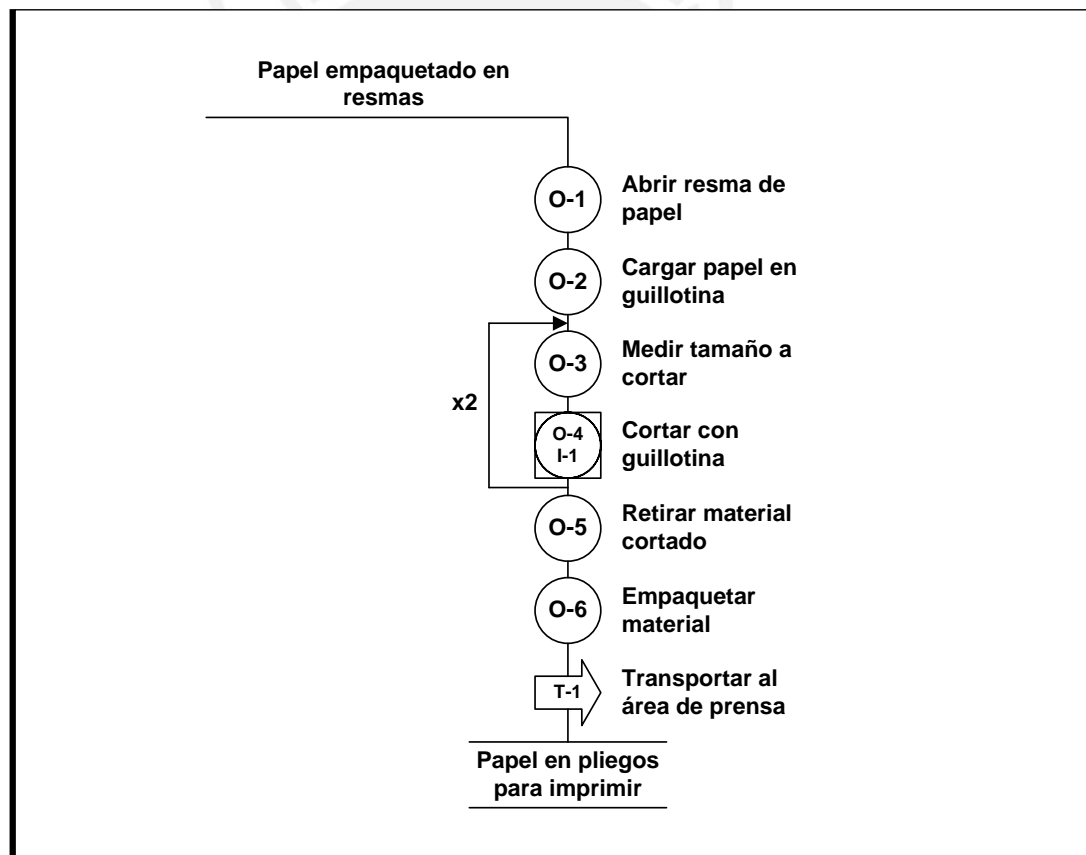 Papel empaquetado en
resmas
O-1
Abrir resma de
papel
O-2
Cargar papel en
guillotina
O-3
Medir tamaño a
cortar
x2
O-4
I-1
Cortar con
guillotina
O-5
Retirar material
cortado
O-6
Empaquetar
material
T-1
Transportar al
área de prensa
Papel en pliegos
para imprimir